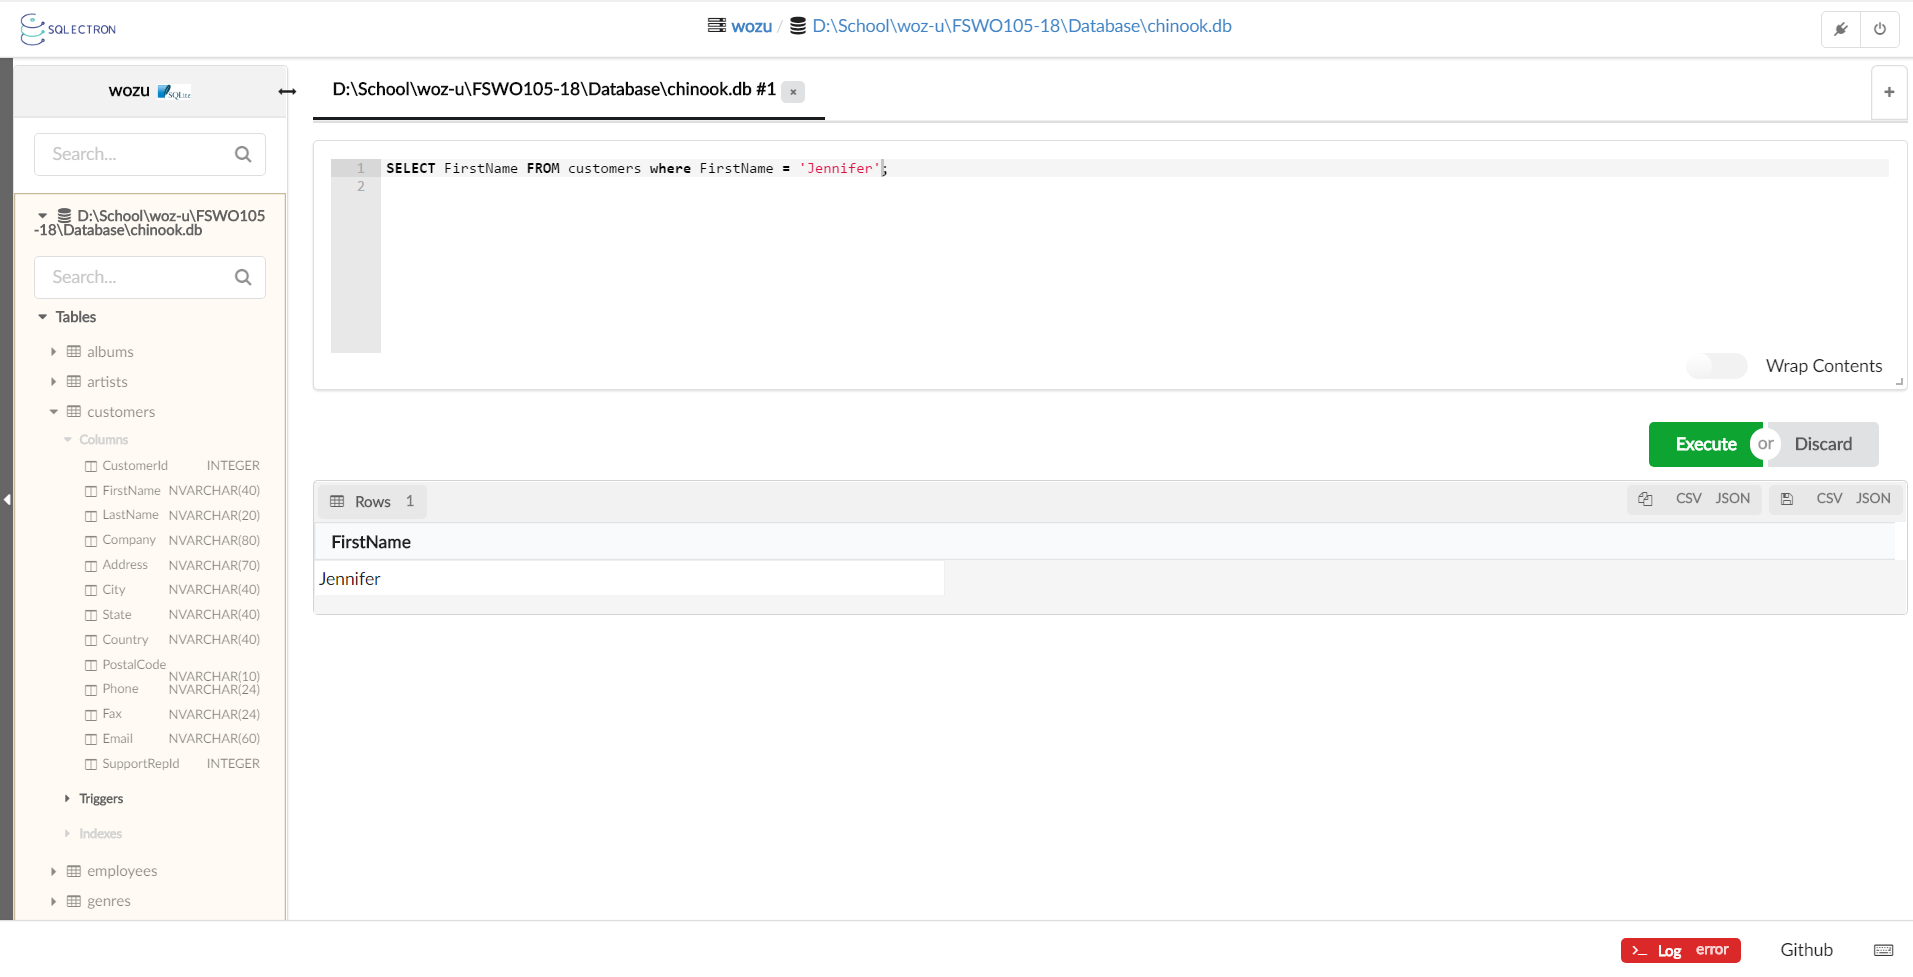 SQLECTRON
wozu / D:\School\woz-u\FSWO105-18\Database\chinook.db
wozu SQLite
D:\School\woz-u\FSWO105-18\Database\chinook.db #1 ×
+
Search...
1 SELECT FirstName FROM customers where FirstName = 'Jennifer';
2
D:\School\woz-u\FSWO105
-18\Database\chinook.db
Search...
Tables
albums
artists
customers
Columns
CustomerId INTEGER
FirstName NVARCHAR(40)
LastName NVARCHAR(20)
Company NVARCHAR(80)
Address NVARCHAR(70)
City NVARCHAR(40)
State NVARCHAR(40)
Country NVARCHAR(40)
PostalCode
NVARCHAR(10)
Phone NVARCHAR(24)
Fax NVARCHAR(24)
Email NVARCHAR(60)
SupportRepId INTEGER
Triggers
Indexes
employees
genres
Wrap Contents
Execute or Discard
Rows 1
CSV JSON CSV JSON
FirstName
Jennifer
>_ Log error
Github